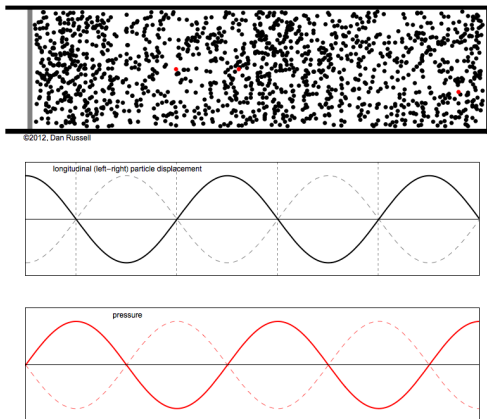 ©2012, Dan Russell
longitudinal (left-right) particle displacement
pressure